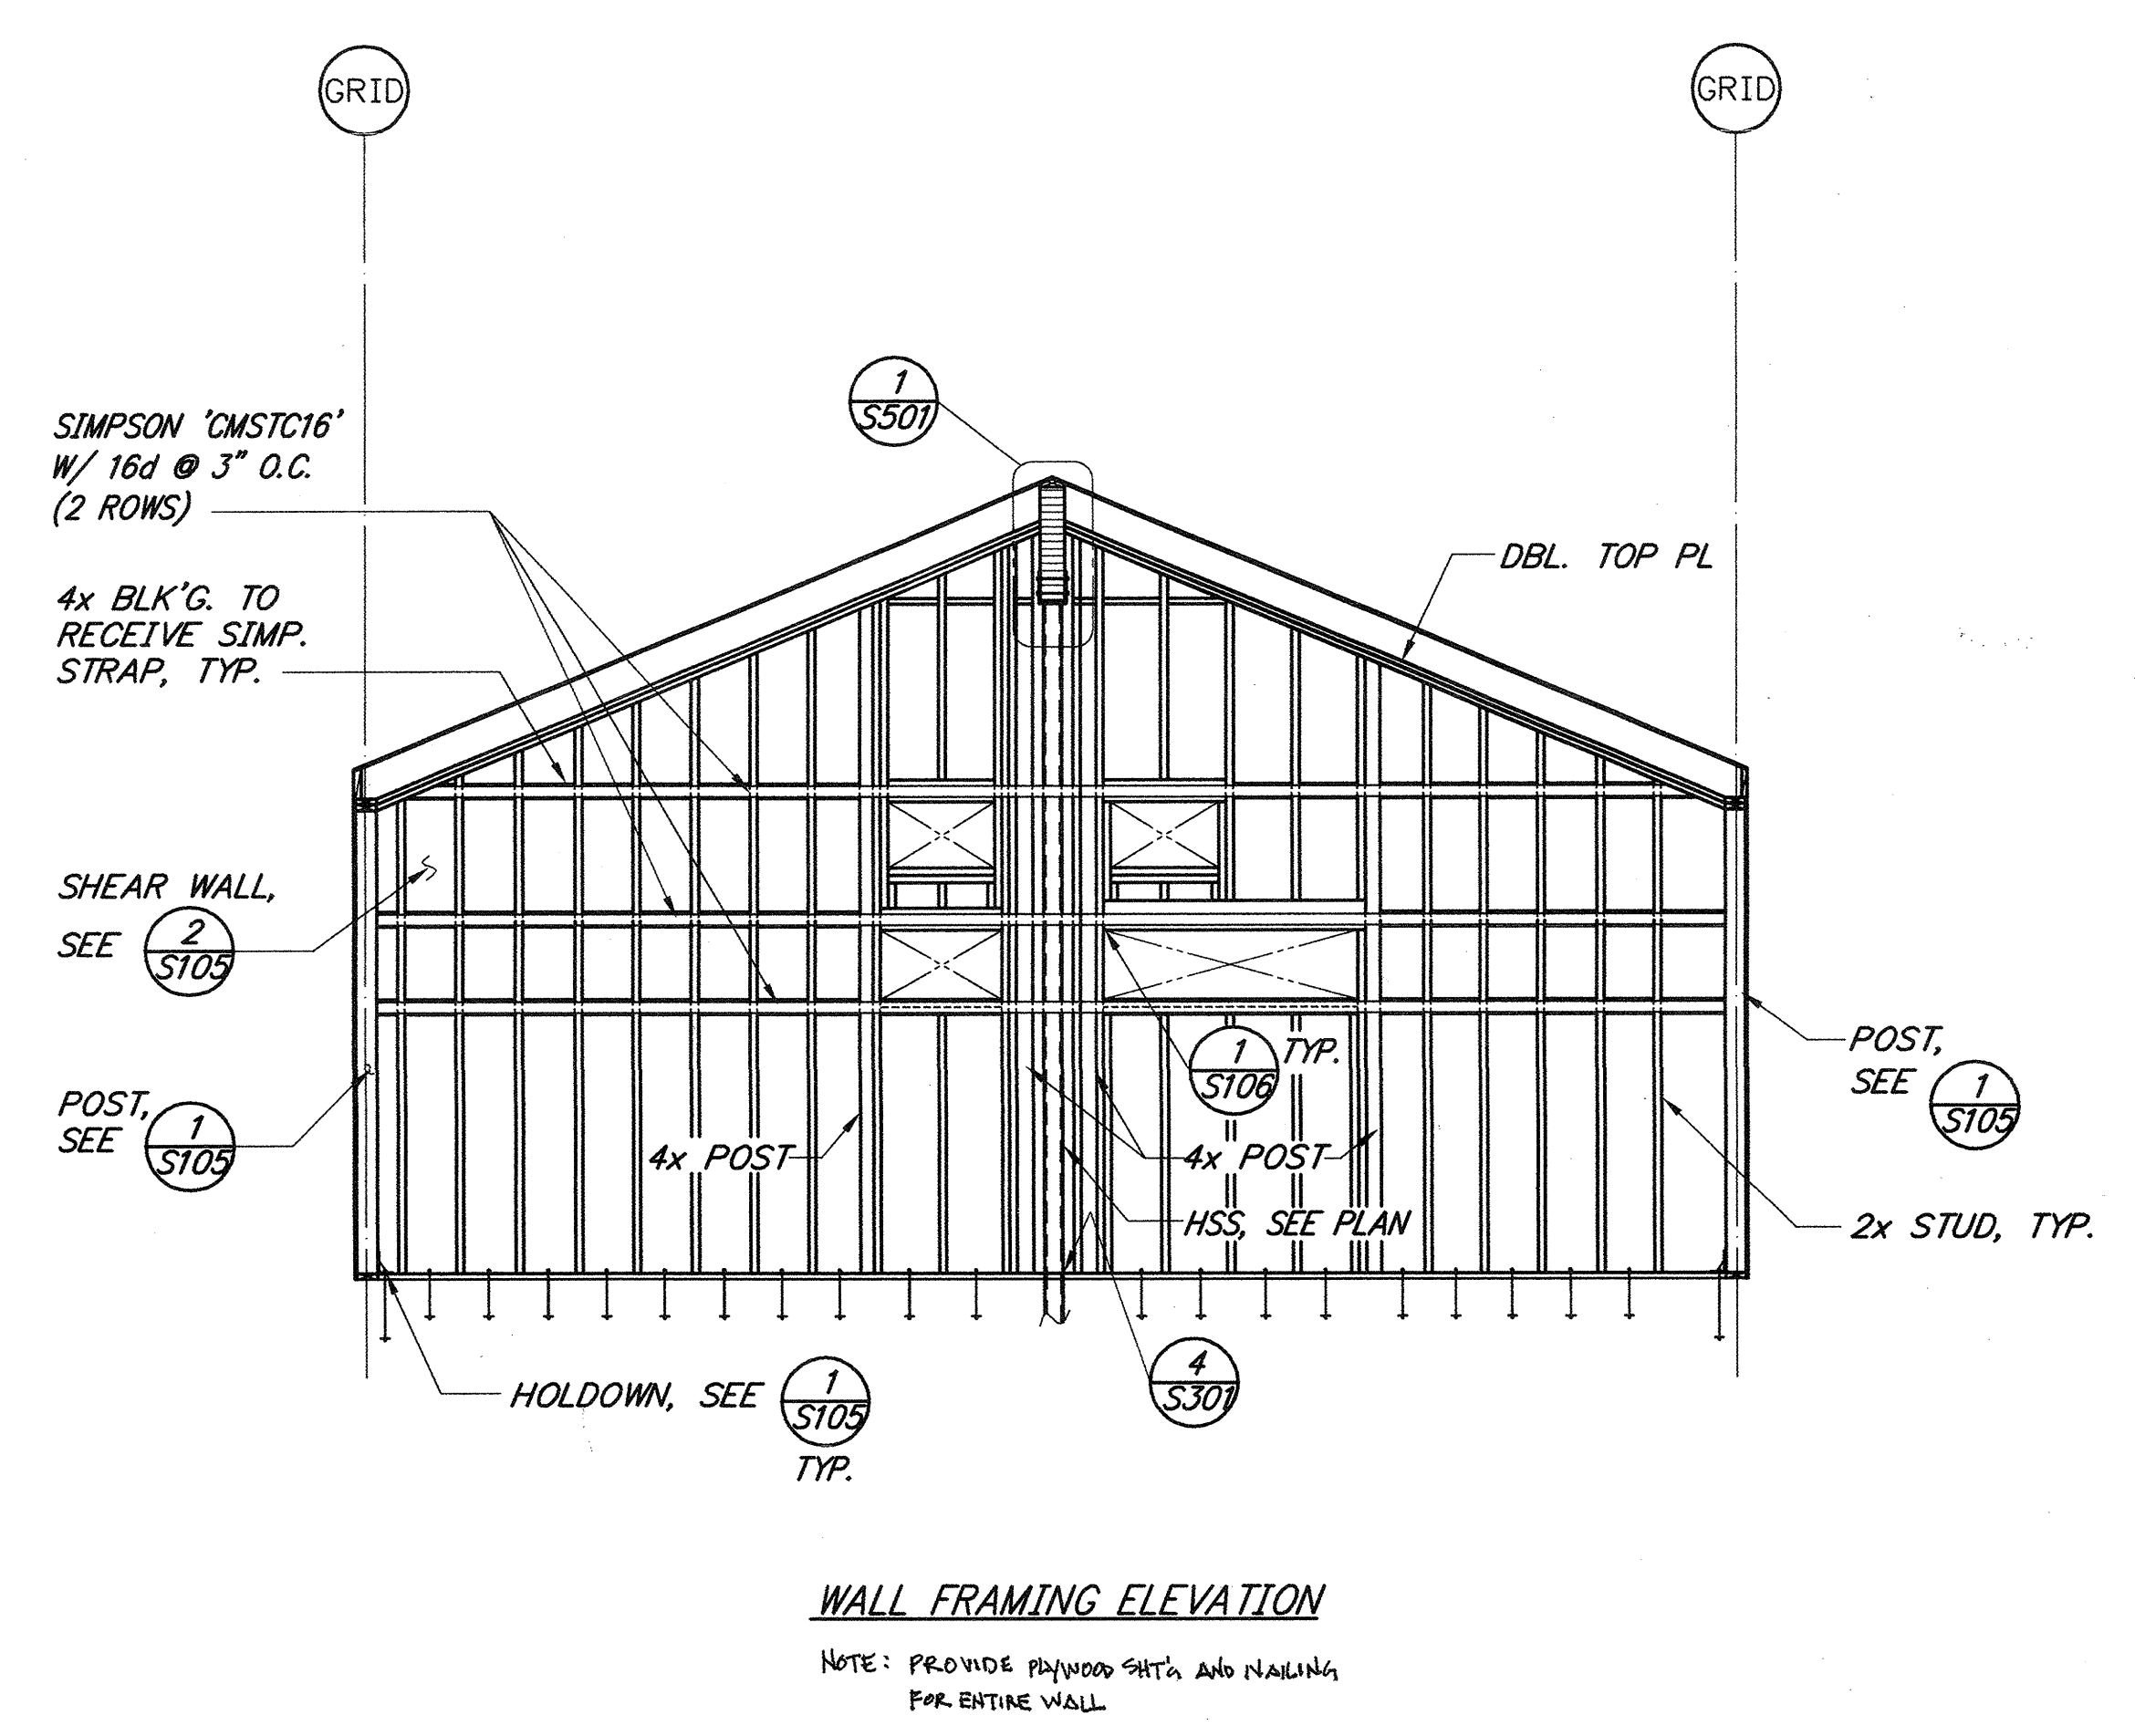 GRID
GRID
1
S501
SIMPSON 'CMSTC16'
W/ 16d @ 3" O.C.
(2 ROWS)
DBL. TOP PL
4x BLK'G. TO
RECEIVE SIMP.
STRAP, TYP.
SHEAR WALL,
SEE
2
S105
1
S106
TYP.
POST,
SEE
1
S105
POST,
SEE
1
S105
4x POST
4x POST
HSS, SEE PLAN
2x STUD, TYP.
4
S301
HOLDOWN, SEE
1
S105
TYP.
WALL FRAMING ELEVATION
NOTE: PROVIDE PLYWOOD SHT'G AND NAILING
FOR ENTIRE WALL